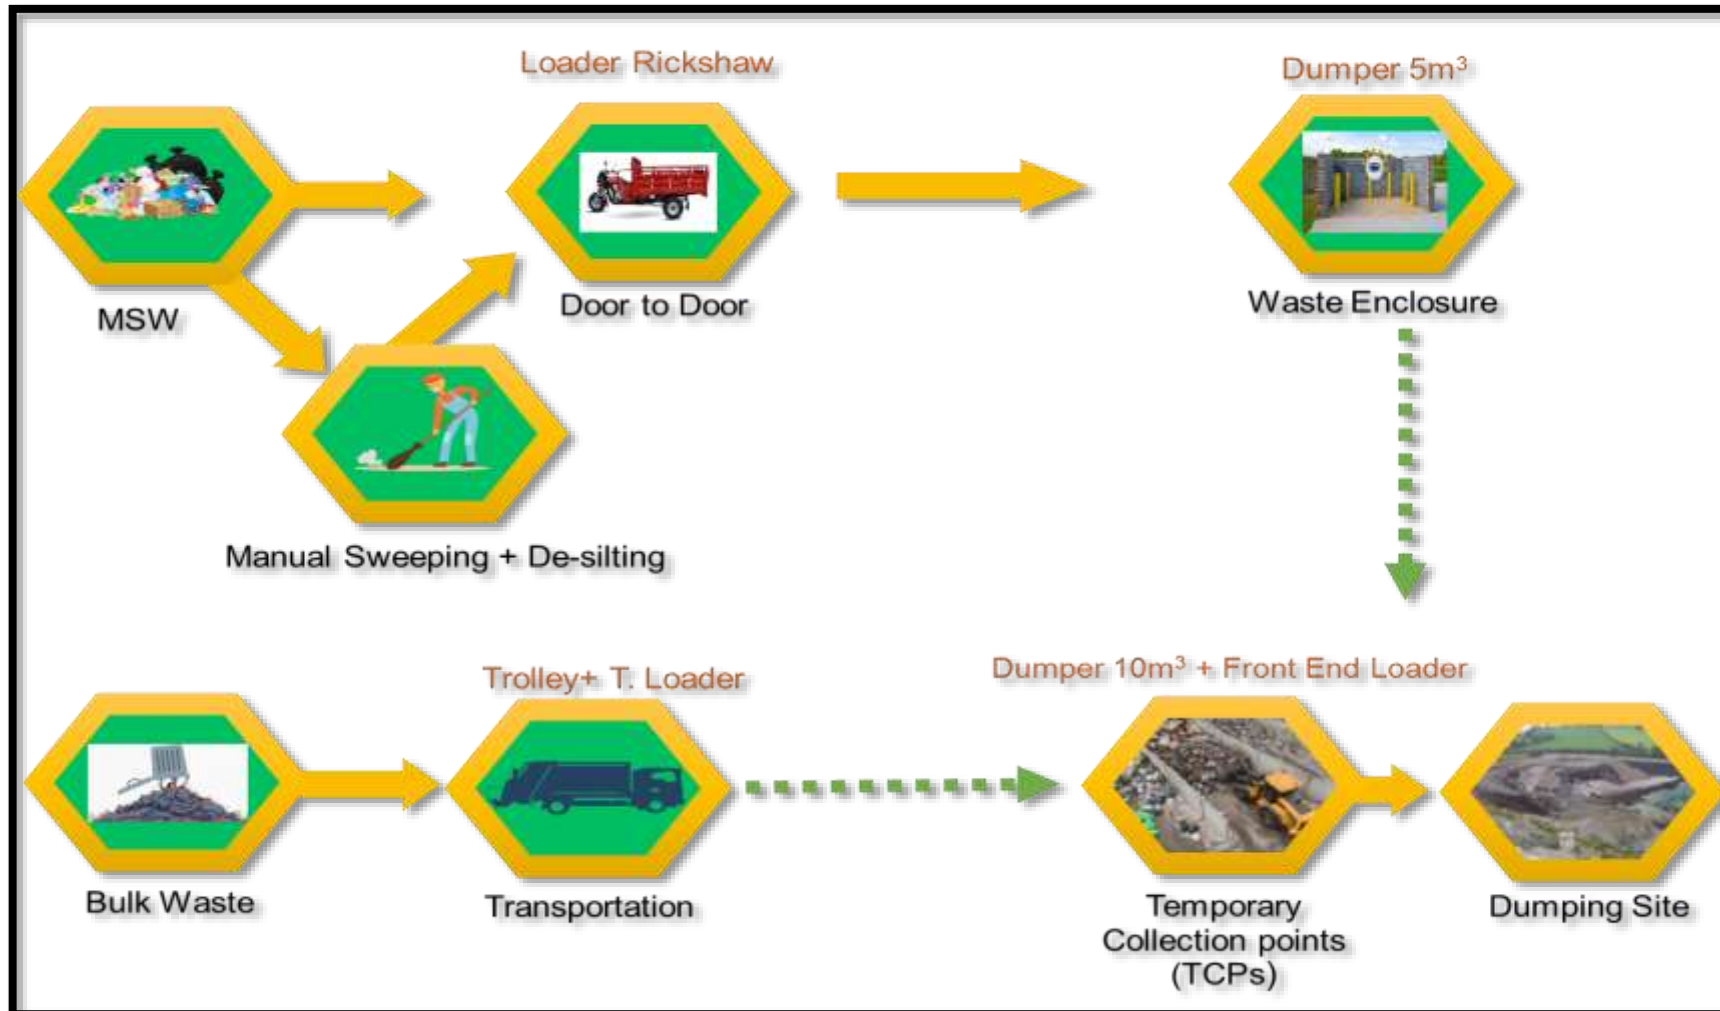 Loader Rickshaw
Dumper 5m³
MSW
Door to Door
Waste Enclosure
Manual Sweeping + De-silting
Trolley+ T. Loader
Dumper 10m³ + Front End Loader
Bulk Waste
Transportation
Temporary
Collection points
(TCPs)
Dumping Site